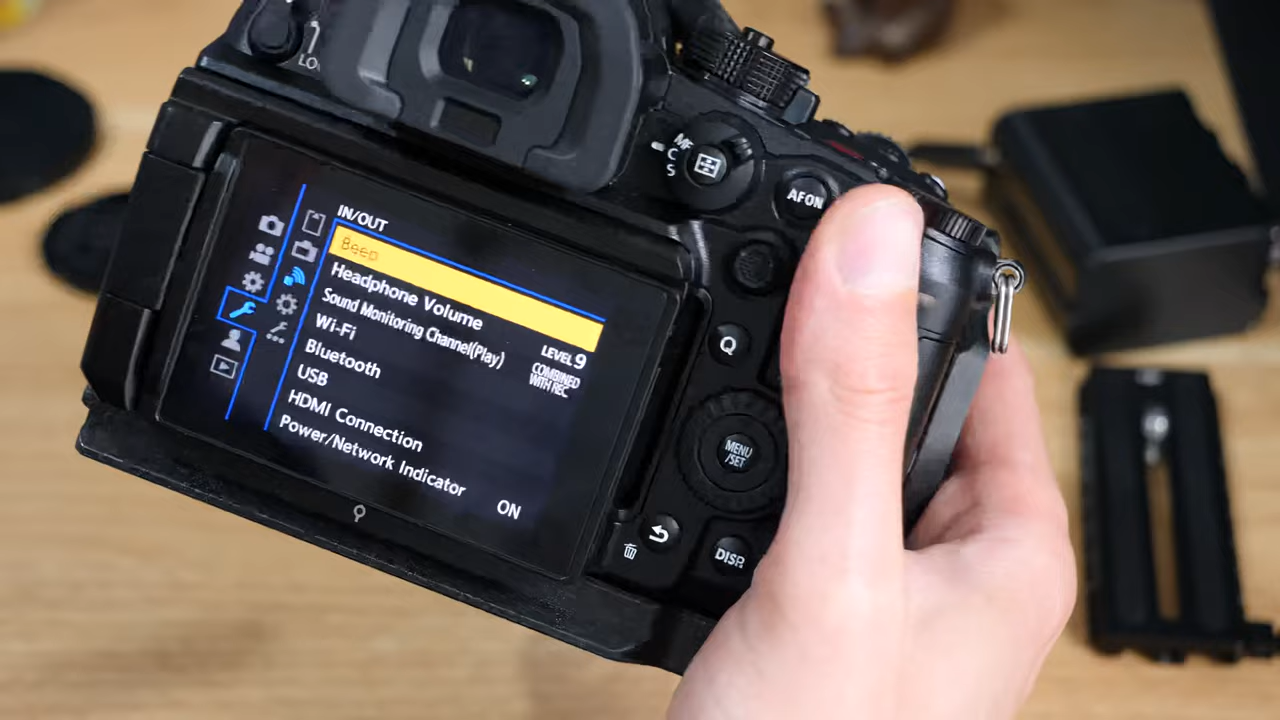 LO
MF
C
S
AFON
IN/OUT
Beep
Headphone Volume
LEVEL 9
Sound Monitoring Channel(Play)
COMBINED
WITH REC
Wi-Fi
Bluetooth
USB
HDMI Connection
Power/Network Indicator
ON
Q
MENU
/SET
DISP.